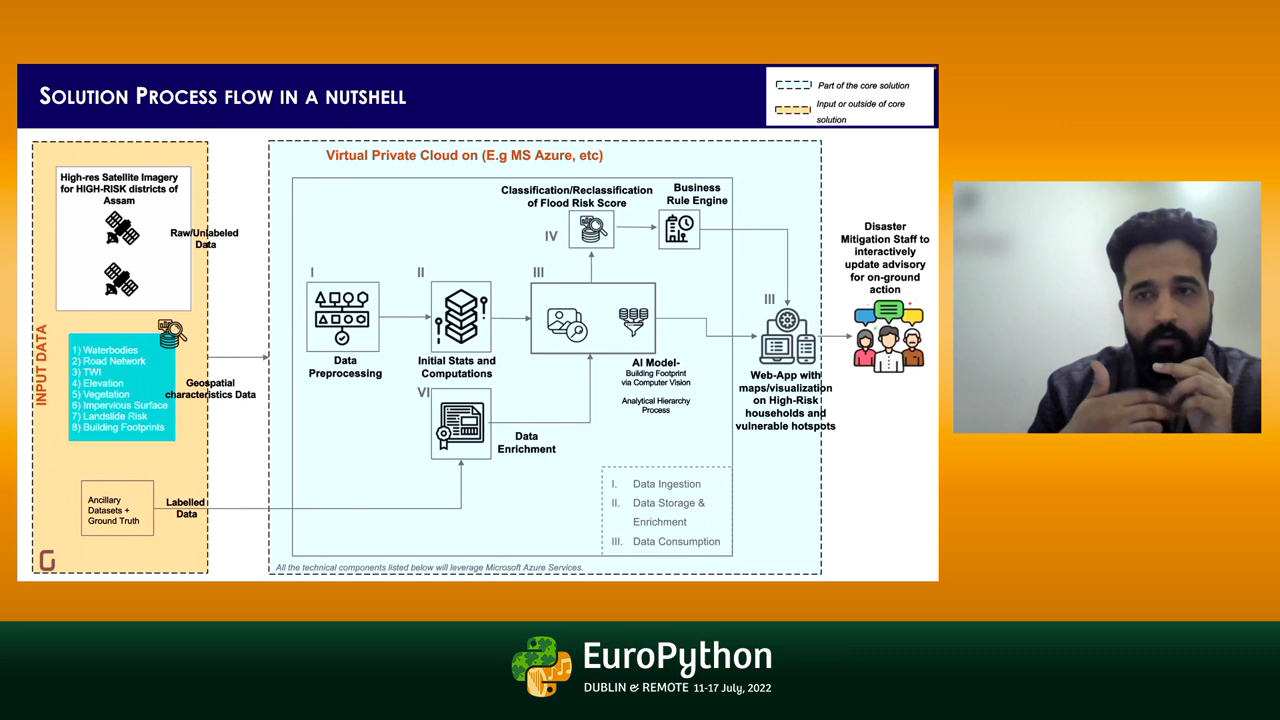 SOLUTION PROCESS FLOW IN A NUTSHELL
Part of the core solution
Input or outside of core
solution
INPUT DATA
High-res Satellite Imagery
for HIGH-RISK districts of
Assam
Raw/Unlabeled
Data
1) Waterbodies
2) Road Network
3) TWI
4) Elevation
5) Vegetation
6) Impervious Surface
7) Landslide Risk
8) Building Footprints
Geospatial
characteristics Data
Ancillary
Datasets +
Ground Truth
Labelled
Data
Virtual Private Cloud on (E.g MS Azure, etc)
I
Data
Preprocessing
II
Initial Stats and
Computations
VI
Data
Enrichment
III
AI Model-
Building Footprint
via Computer Vision
Analytical Hierarchy
Process
Classification/Reclassification
of Flood Risk Score
IV
Business
Rule Engine
III
Web-App with
maps/visualization
on High-Risk
households and
vulnerable hotspots
I. Data Ingestion
II. Data Storage &
Enrichment
III. Data Consumption
All the technical components listed below will leverage Microsoft Azure Services.
Disaster
Mitigation Staff to
interactively
update advisory
for on-ground
action
EuroPython
DUBLIN & REMOTE 11-17 July, 2022